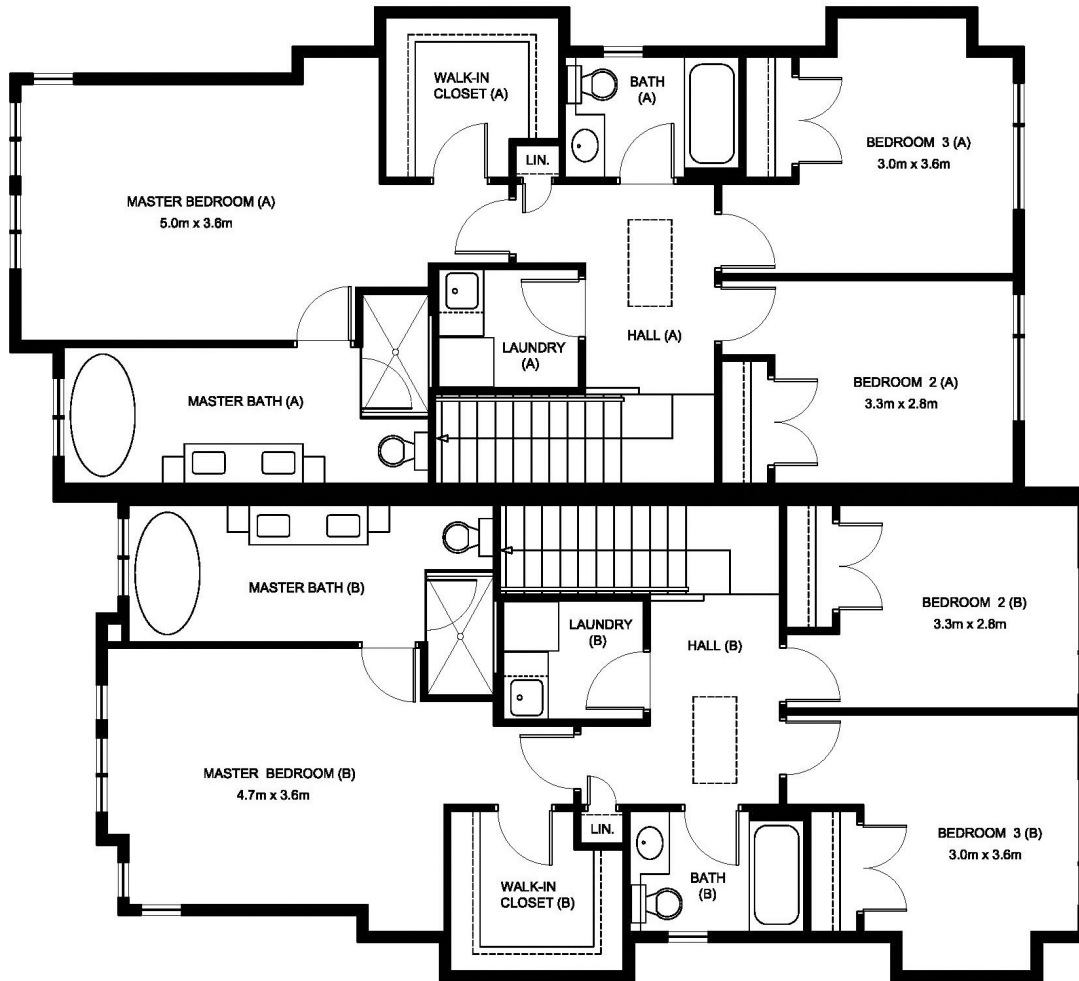 WALK-IN
CLOSET (A)
BATH
(A)
LIN.
BEDROOM 3 (A)
3.0m x 3.6m
MASTER BEDROOM (A)
5.0m x 3.6m
HALL (A)
LAUNDRY
(A)
BEDROOM 2 (A)
3.3m x 2.8m
MASTER BATH (A)
MASTER BATH (B)
LAUNDRY
(B)
HALL (B)
BEDROOM 2 (B)
3.3m x 2.8m
MASTER BEDROOM (B)
4.7m x 3.6m
LIN.
BEDROOM 3 (B)
3.0m x 3.6m
WALK-IN
CLOSET (B)
BATH
(B)